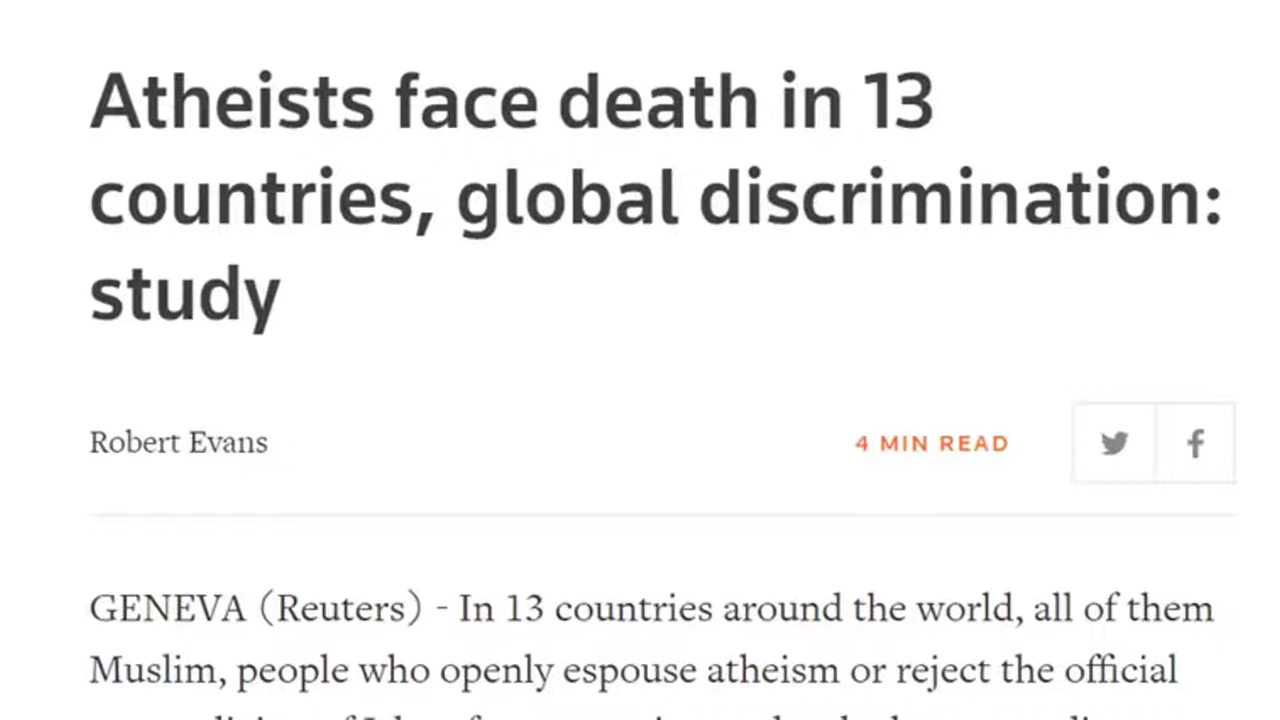 Atheists face death in 13
countries, global discrimination:
study
Robert Evans
4 MIN READ
GENEVA (Reuters) - In 13 countries around the world, all of them
Muslim, people who openly espouse atheism or reject the official